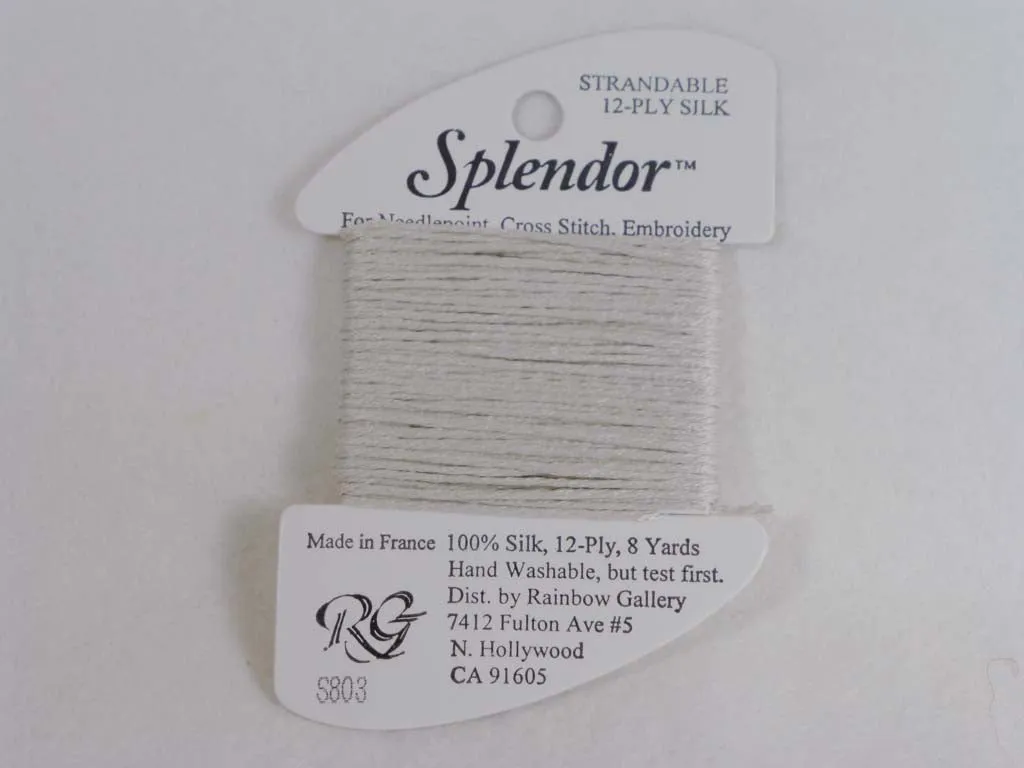 STRANDABLE
12-PLY SILK
Splendor™
For Needlepoint, Cross Stitch, Embroidery
Made in France
100% Silk, 12-Ply, 8 Yards
Hand Washable, but test first.
Dist. by Rainbow Gallery
7412 Fulton Ave #5
N. Hollywood
CA 91605
RG
S803